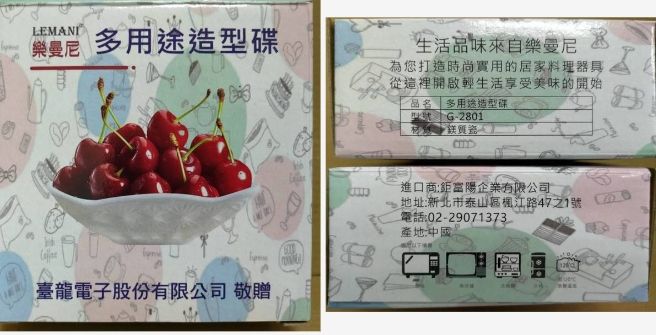 LEMANI
樂曼尼
多用途造型碟
臺龍電子股份有限公司 敬贈
生活品味來自樂曼尼
為您打造時尚實用的居家料理器具
從這裡開啟輕生活享受美味的開始
品名 多用途造型碟
型號 G-2801
材質 鎂質瓷
進口商:鉅富陽企業有限公司
地址:新北市泰山區楓江路47之1號
電話:02-29071373
產地:中國